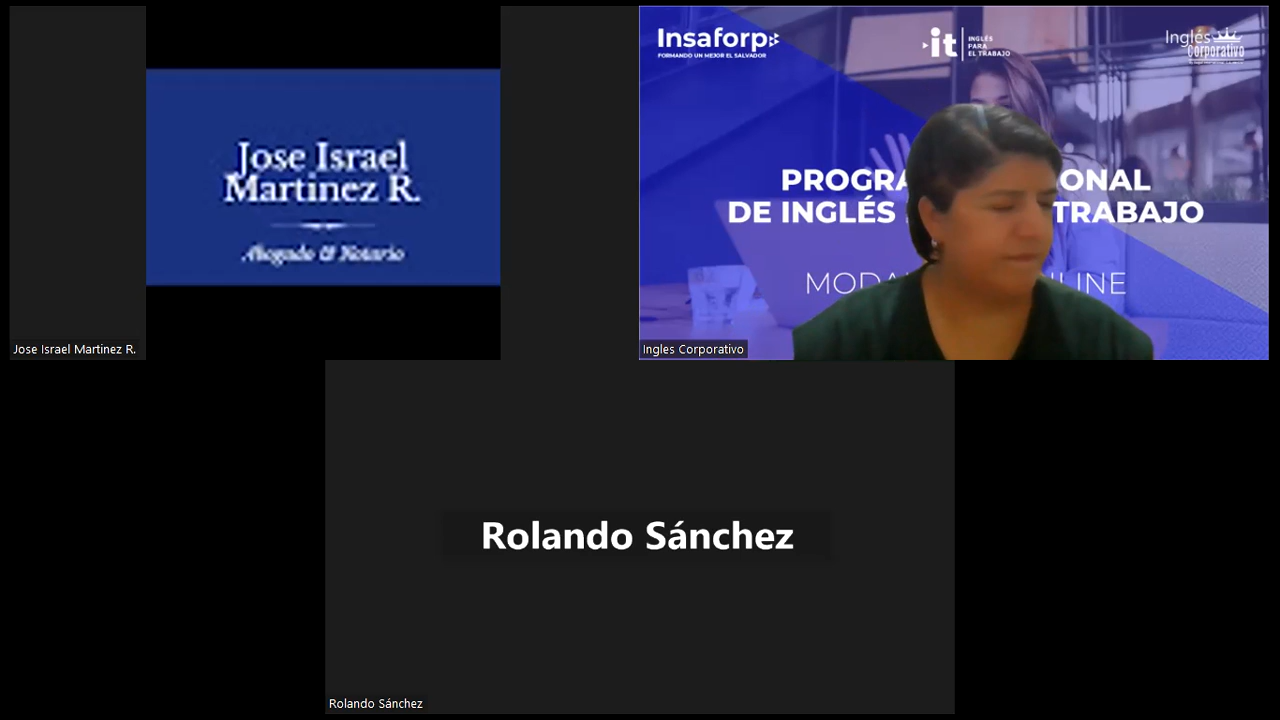 Jose Israel
Martinez R.
Abogado & Notario
Jose Israel Martinez R.
Insaforp
FORMANDO UN MEJOR EL SALVADOR
it
INGLÉS
PARA
EL TRABAJO
Inglés
Corporativo
PROGRA ONAL
DE INGLÉS TRABAJO
MODA LINE
Ingles Corporativo
Rolando Sánchez
Rolando Sánchez